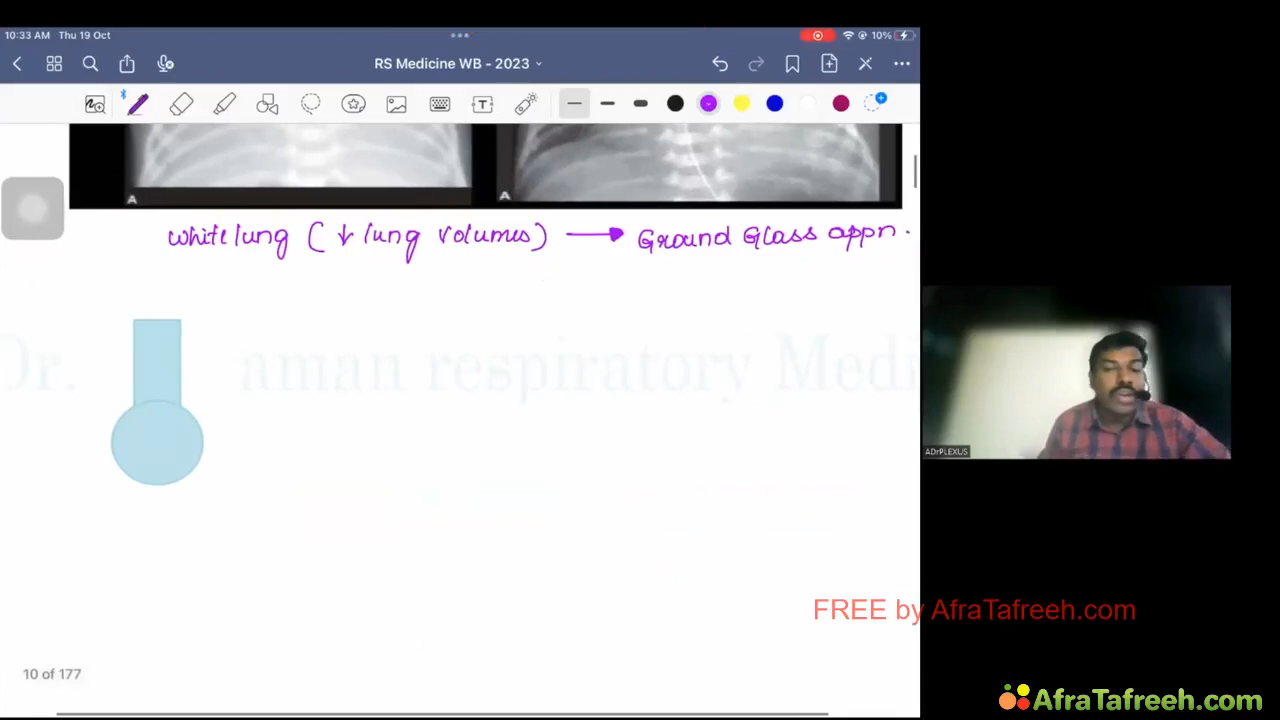 10:33 AM Thu 19 Oct
10%
RS Medicine WB - 2023
T
A
A
white lung (↓ lung volumes) → Ground Glass appn.
Dr. aman respiratory Medi
ADrPLEXUS
FREE by AfraTafreeh.com
10 of 177
AfraTafreeh.com